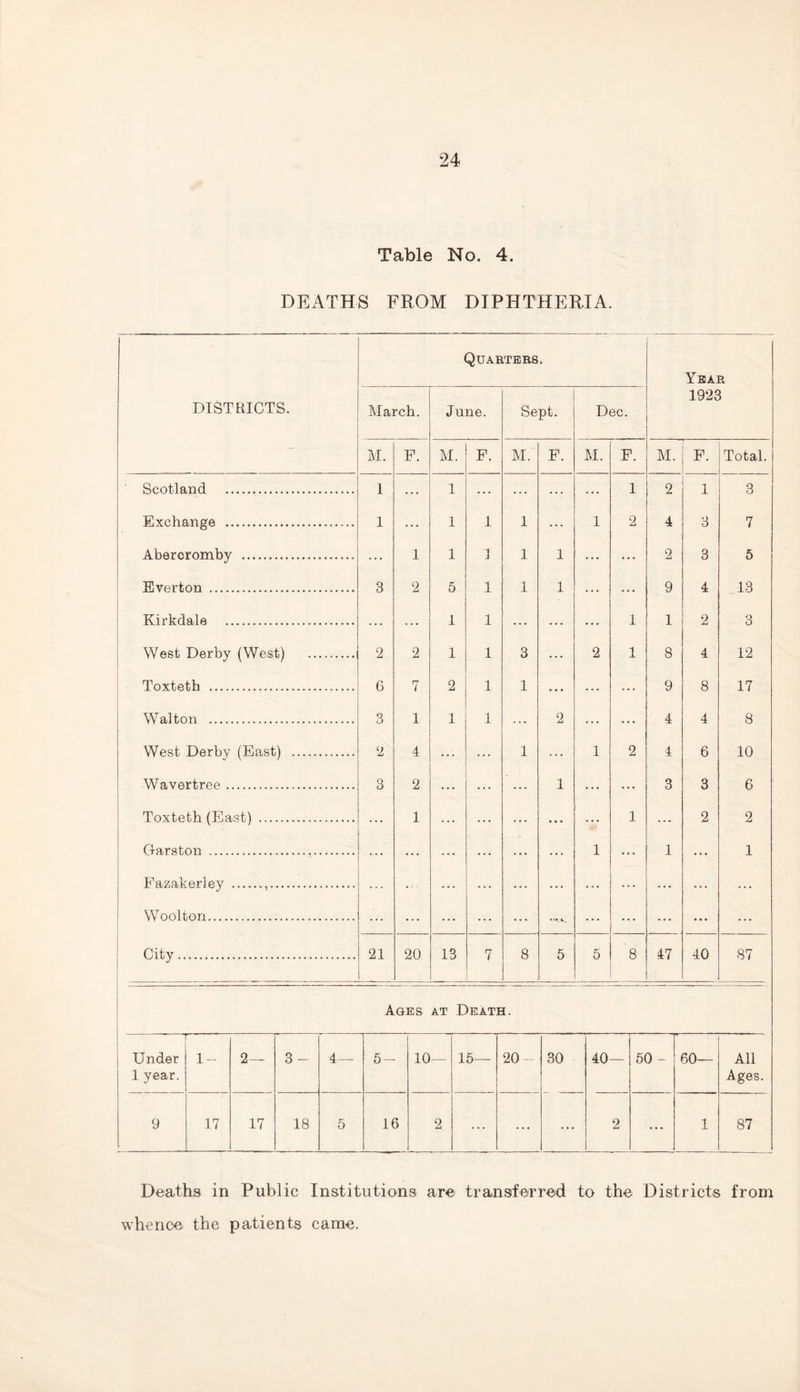 24
Table No. 4.
DEATHS FROM DIPHTHERIA.
DISTRICTS. Quarters. Year 1923
March. June. Sept. Dec.
M. F. M. F. M. F. M. F. M. F. Total.
Scotland 1 ... 1 ... ... ... ... 1 2 1 3
Exchange 1 ... 1 1 1 ... 1 2 4 3 7
Abercromby ... 1 1 1 1 1 ... ... 2 3 5
Everton 3 2 5 1 1 1 ... ... 9 4 13
Kirkdale ... ... 1 1 ... ... ... 1 1 2 3
West Derby (West) 2 2 1 1 3 ... 2 1 8 4 12
Toxteth 6 7 2 1 1 ... ... ... 9 8 17
Walton 3 1 1 1 ... 2 ... ... 4 4 8
West Derby (East) 2 4 ... ... 1 ... 1 2 4 6 10
Wavertree 3 2 ... ... ... 1 ... ... 3 3 6
Toxteth (East) ... 1 ... ... ... ... ... 1 ... 2 2
Garston ... ... ... ... ... ... 1 ... 1 ... 1
Fazakerley ... ... ... ... ... ... ... ... ... ... ...
Woolton ... ... ... ... ... ... ... ... ... ... ...
City 21 20 13 7 8 5 5 8 47 40 87
Ages at Death.
Under 1 year. 1- 2— 3- 4— 5- 10— 15— 20- 30 40— 50- 60— All Ages.
9 17 17 18 5 16 2 ... ... ... 2 ... 1 87
Deaths in Public Institutions are transferred to the Districts from
whence the patients came.